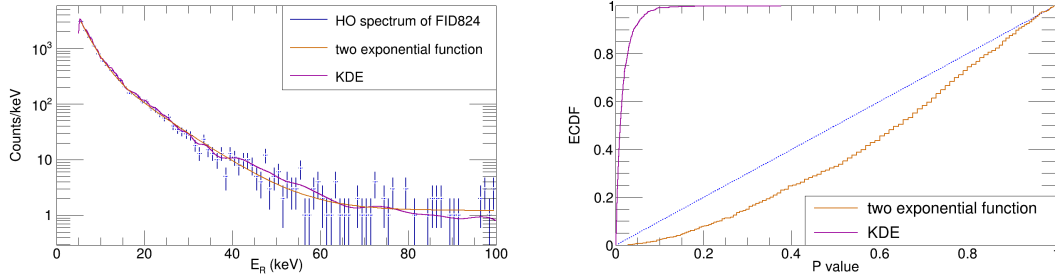 HO spectrum of FID824
two exponential function
KDE
Counts/keV
10³
10²
10
1
0
20
40
60
80
100
E_R (keV)
ECDF
1
0.8
0.6
0.4
0.2
0
two exponential function
KDE
0
0.2
0.4
0.6
0.8
P value